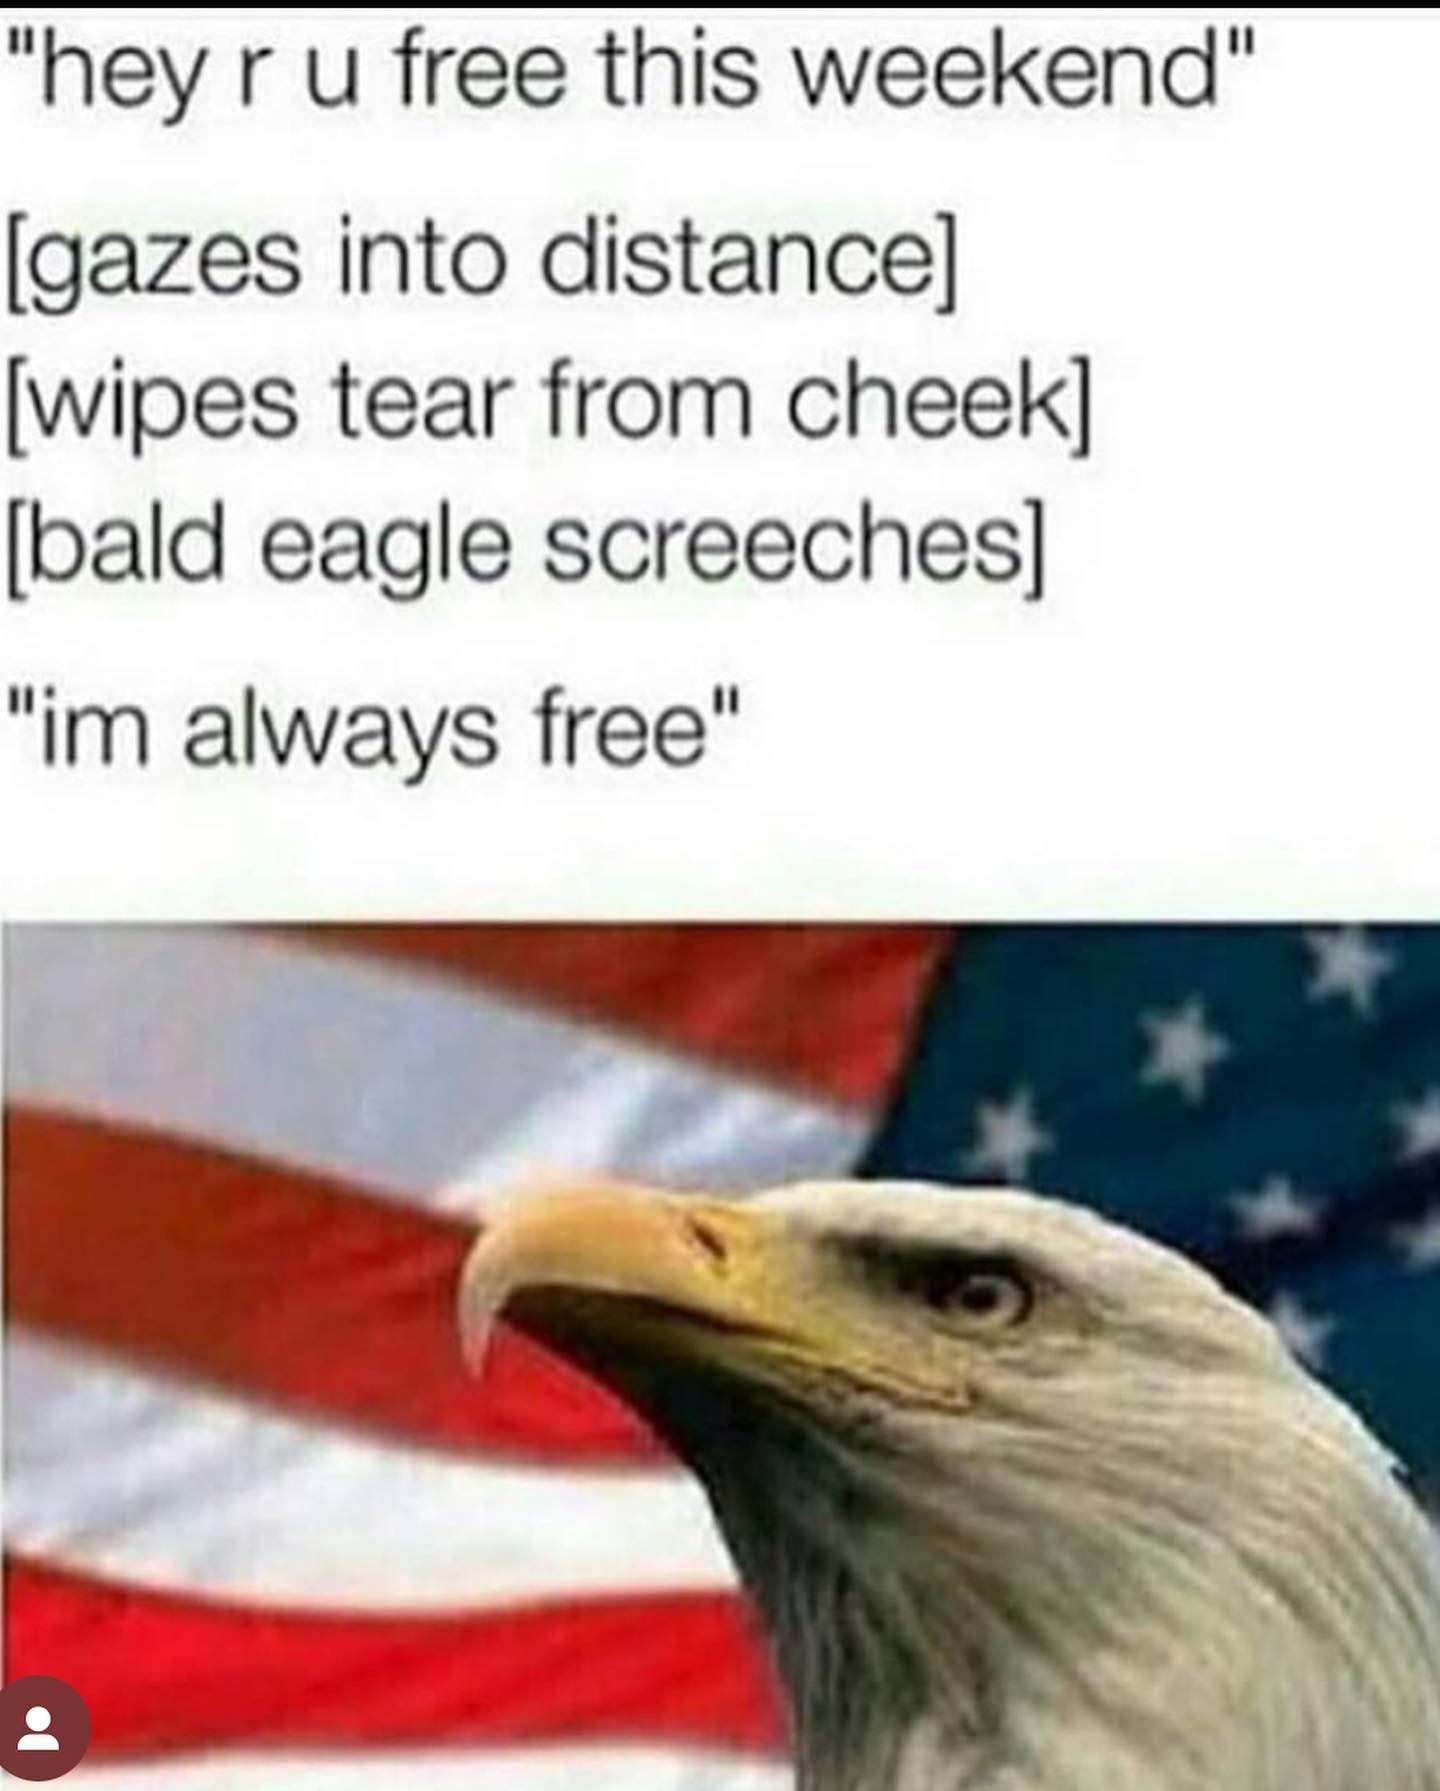 "hey r u free this weekend"
[gazes into distance]
[wipes tear from cheek]
[bald eagle screeches]
"im always free"